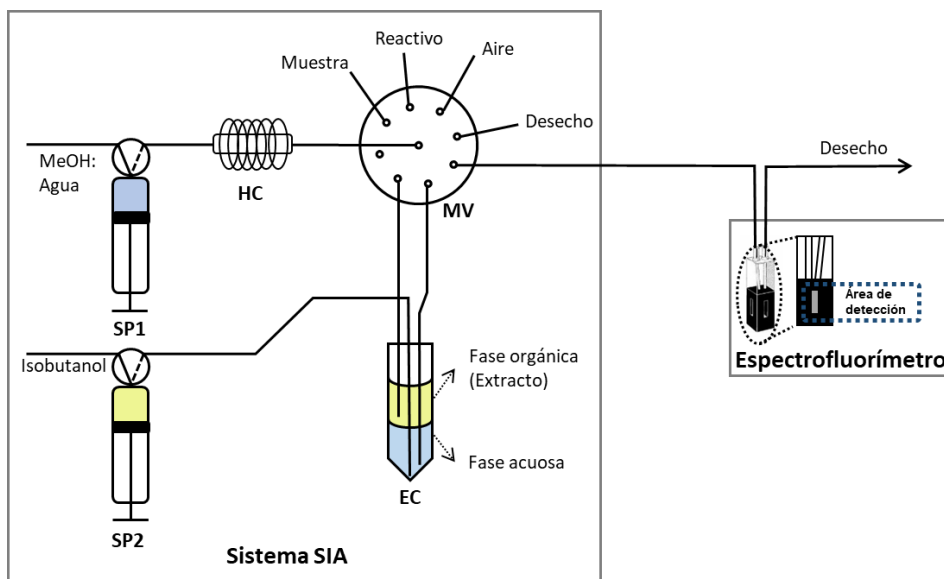 Reactivo
Aire
Muestra
Desecho
MeOH:
Agua
HC
MV
Desecho
SP1
Área de
detección
Isobutanol
Fase orgánica
(Extracto)
Espectrofluorímetro
Fase acuosa
EC
SP2
Sistema SIA